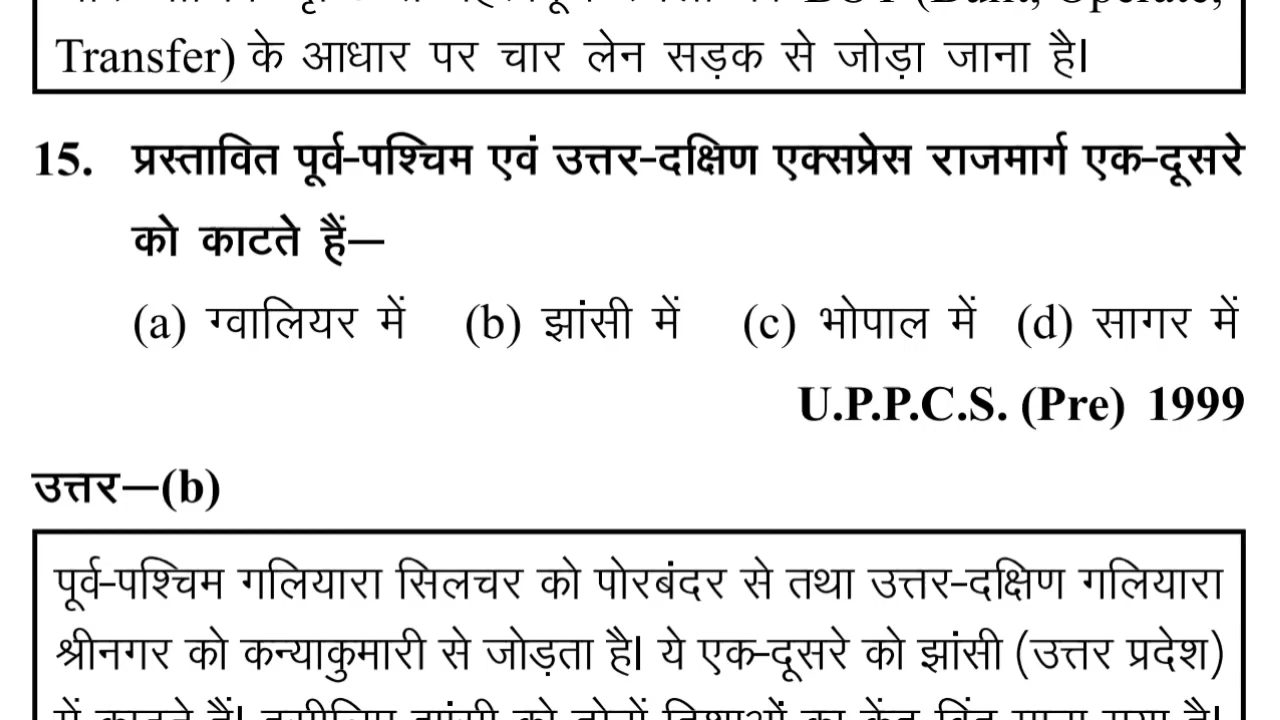 Transfer) के आधार पर चार लेन सड़क से जोड़ा जाना है।
15. प्रस्तावित पूर्व-पश्चिम एवं उत्तर-दक्षिण एक्सप्रेस राजमार्ग एक-दूसरे
को काटते हैं—
(a) ग्वालियर में (b) झांसी में (c) भोपाल में (d) सागर में
U.P.P.C.S. (Pre) 1999
उत्तर—(b)
पूर्व-पश्चिम गलियारा सिलचर को पोरबंदर से तथा उत्तर-दक्षिण गलियारा
श्रीनगर को कन्याकुमारी से जोड़ता है। ये एक-दूसरे को झांसी (उत्तर प्रदेश)